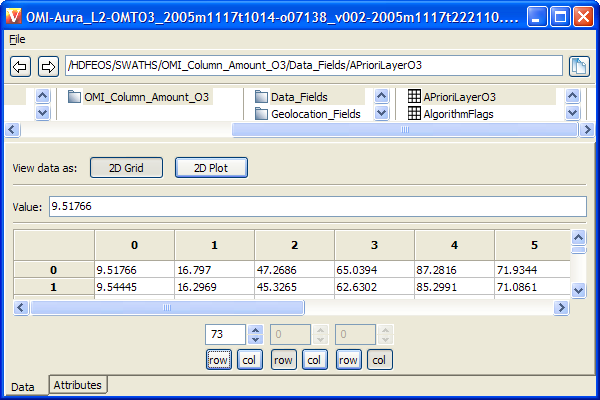 OMI-Aura_L2-OMTO3_2005m1117t1014-o07138_v002-2005m1117t222110....
File
/HDFEOS/SWATHS/OMI_Column_Amount_O3/Data_Fields/APrioriLayerO3
OMI_Column_Amount_O3 Data_Fields APrioriLayerO3
Geolocation_Fields AlgorithmFlags
View data as: 2D Grid 2D Plot
Value: 9.51766
0 1 2 3 4 5
0 9.51766 16.797 47.2686 65.0394 87.2816 71.9344
1 9.54445 16.2969 45.3265 62.6302 85.2991 71.0861
73 0 0
row col row col row col
Data Attributes